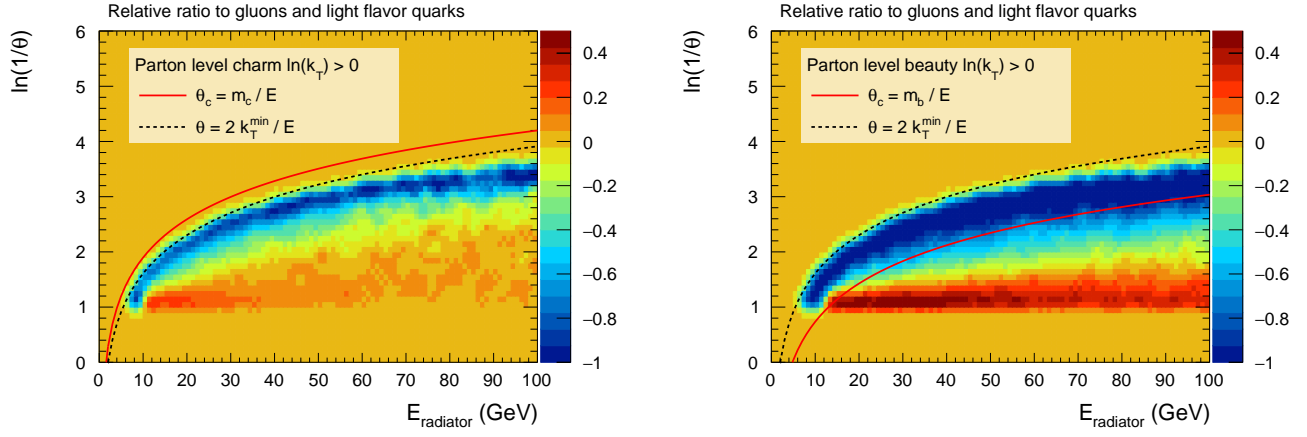 Relative ratio to gluons and light flavor quarks
ln(1/θ)
6
5
4
3
2
1
0
Parton level charm ln(k_T) > 0
θ_c = m_c / E
θ = 2 k_T^min / E
0.4
0.2
0
−0.2
−0.4
−0.6
−0.8
−1
0 10 20 30 40 50 60 70 80 90 100
E_radiator (GeV)
Relative ratio to gluons and light flavor quarks
ln(1/θ)
6
5
4
3
2
1
0
Parton level beauty ln(k_T) > 0
θ_c = m_b / E
θ = 2 k_T^min / E
0.4
0.2
0
−0.2
−0.4
−0.6
−0.8
−1
0 10 20 30 40 50 60 70 80 90 100
E_radiator (GeV)